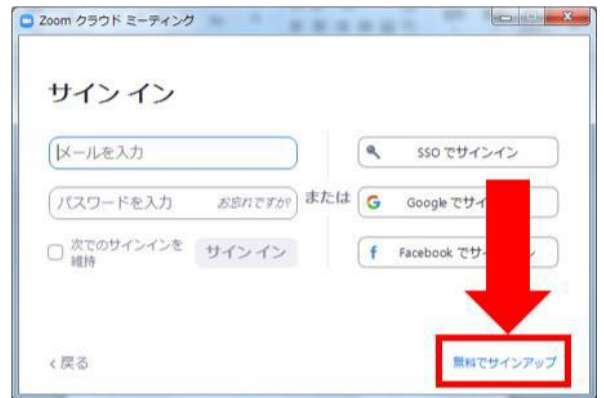 Zoom クラウド ミーティング
サイン イン
メールを入力
パスワードを入力 お忘れですか?
次でのサインインを
維持
サイン イン
または
SSO でサインイン
Google でサイ
Facebook でサ ン
< 戻る
無料でサインアップ